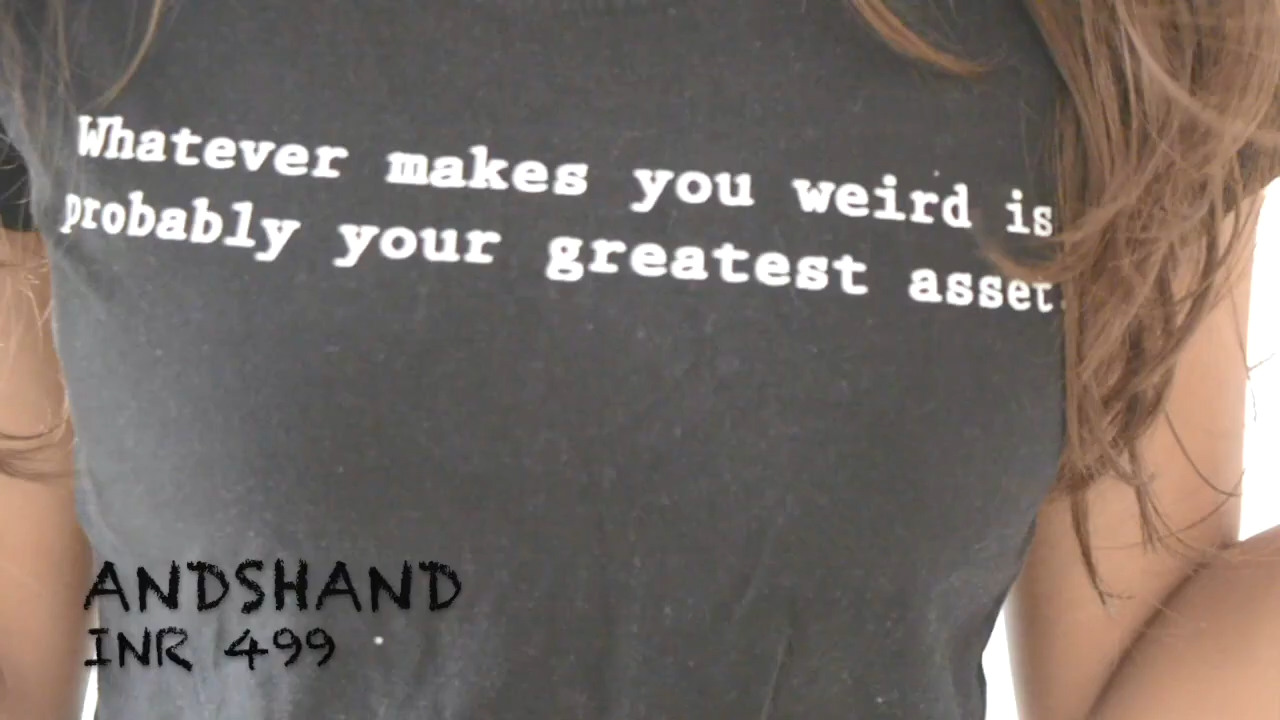 Whatever makes you weird is
probably your greatest asset.
ANDSHAND
INR 499